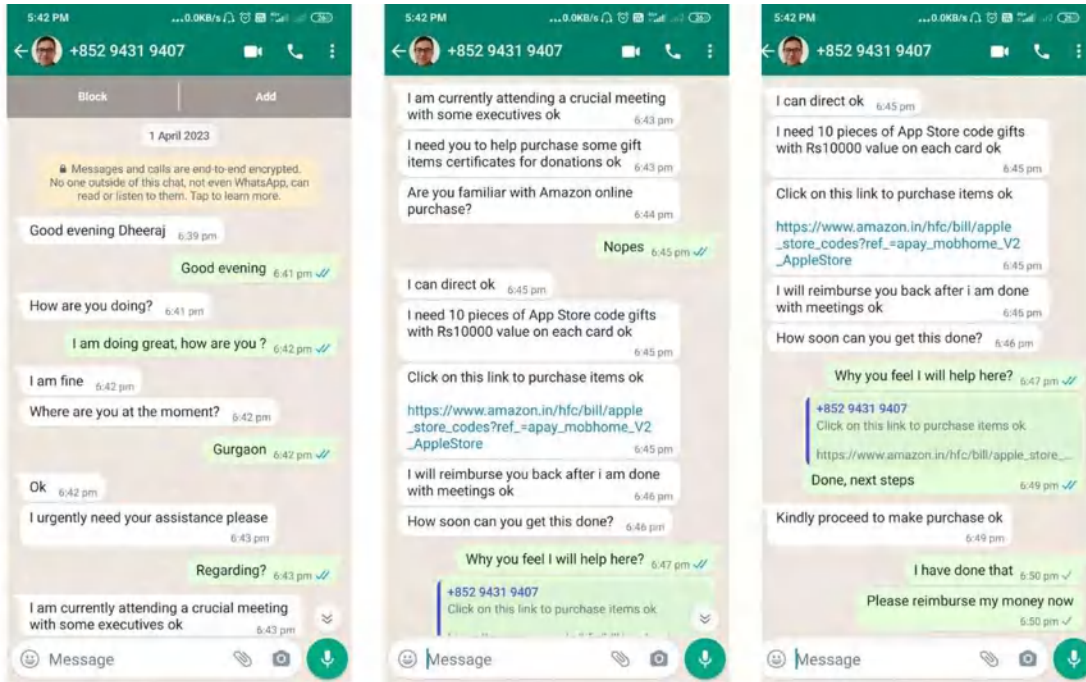 5:42 PM
...0.0KB/s
+852 9431 9407
Block
Add
1 April 2023
Messages and calls are end-to-end encrypted.
No one outside of this chat, not even WhatsApp, can
read or listen to them. Tap to learn more.
Good evening Dheeraj 6:39 pm
Good evening 6:41 pm
How are you doing? 6:41 pm
I am doing great, how are you ? 6:42 pm
I am fine 6:42 pm
Where are you at the moment? 6:42 pm
Gurgaon 6:42 pm
Ok 6:42 pm
I urgently need your assistance please
6:43 pm
Regarding? 6:43 pm
I am currently attending a crucial meeting
with some executives ok 6:43 pm
Message
5:42 PM
...0.0KB/s
+852 9431 9407
I am currently attending a crucial meeting
with some executives ok 6:43 pm
I need you to help purchase some gift
items certificates for donations ok 6:43 pm
Are you familiar with Amazon online
purchase? 6:44 pm
Nopes 6:45 pm
I can direct ok 6:45 pm
I need 10 pieces of App Store code gifts
with Rs10000 value on each card ok
6:45 pm
Click on this link to purchase items ok
https://www.amazon.in/hfc/bill/apple
_store_codes?ref_=apay_mobhome_V2
_AppleStore 6:45 pm
I will reimburse you back after i am done
with meetings ok 6:46 pm
How soon can you get this done? 6:46 pm
Why you feel I will help here? 6:47 pm
+852 9431 9407
Click on this link to purchase items ok
Message
5:42 PM
...0.0KB/s
+852 9431 9407
I can direct ok 6:45 pm
I need 10 pieces of App Store code gifts
with Rs10000 value on each card ok
6:45 pm
Click on this link to purchase items ok
https://www.amazon.in/hfc/bill/apple
_store_codes?ref_=apay_mobhome_V2
_AppleStore 6:45 pm
I will reimburse you back after i am done
with meetings ok 6:46 pm
How soon can you get this done? 6:46 pm
Why you feel I will help here? 6:47 pm
+852 9431 9407
Click on this link to purchase items ok
https://www.amazon.in/hfc/bill/apple_store_...
Done, next steps 6:49 pm
Kindly proceed to make purchase ok
6:49 pm
I have done that 6:50 pm
Please reimburse my money now
6:50 pm
Message